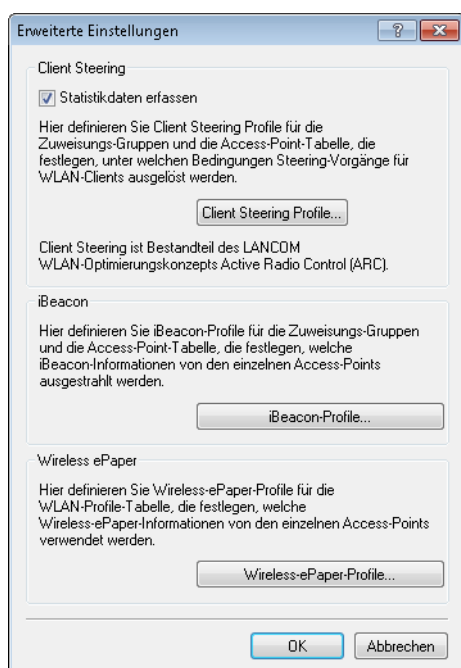 Erweiterte Einstellungen
Client Steering
Statistikdaten erfassen
Hier definieren Sie Client Steering Profile für die
Zuweisungs-Gruppen und die Access-Point-Tabelle, die
festlegen, unter welchen Bedingungen Steering-Vorgänge für
WLAN-Clients ausgelöst werden.
Client Steering Profile...
Client Steering ist Bestandteil des LANCOM
WLAN-Optimierungskonzepts Active Radio Control (ARC).
iBeacon
Hier definieren Sie iBeacon-Profile für die Zuweisungs-Gruppen
und die Access-Point-Tabelle, die festlegen, welche
iBeacon-Informationen von den einzelnen Access-Points
ausgestrahlt werden.
iBeacon-Profile...
Wireless ePaper
Hier definieren Sie Wireless-ePaper-Profile für die
WLAN-Profile-Tabelle, die festlegen, welche
Wireless-ePaper-Informationen von den einzelnen Access-Points
verwendet werden.
Wireless-ePaper-Profile...
OK
Abbrechen